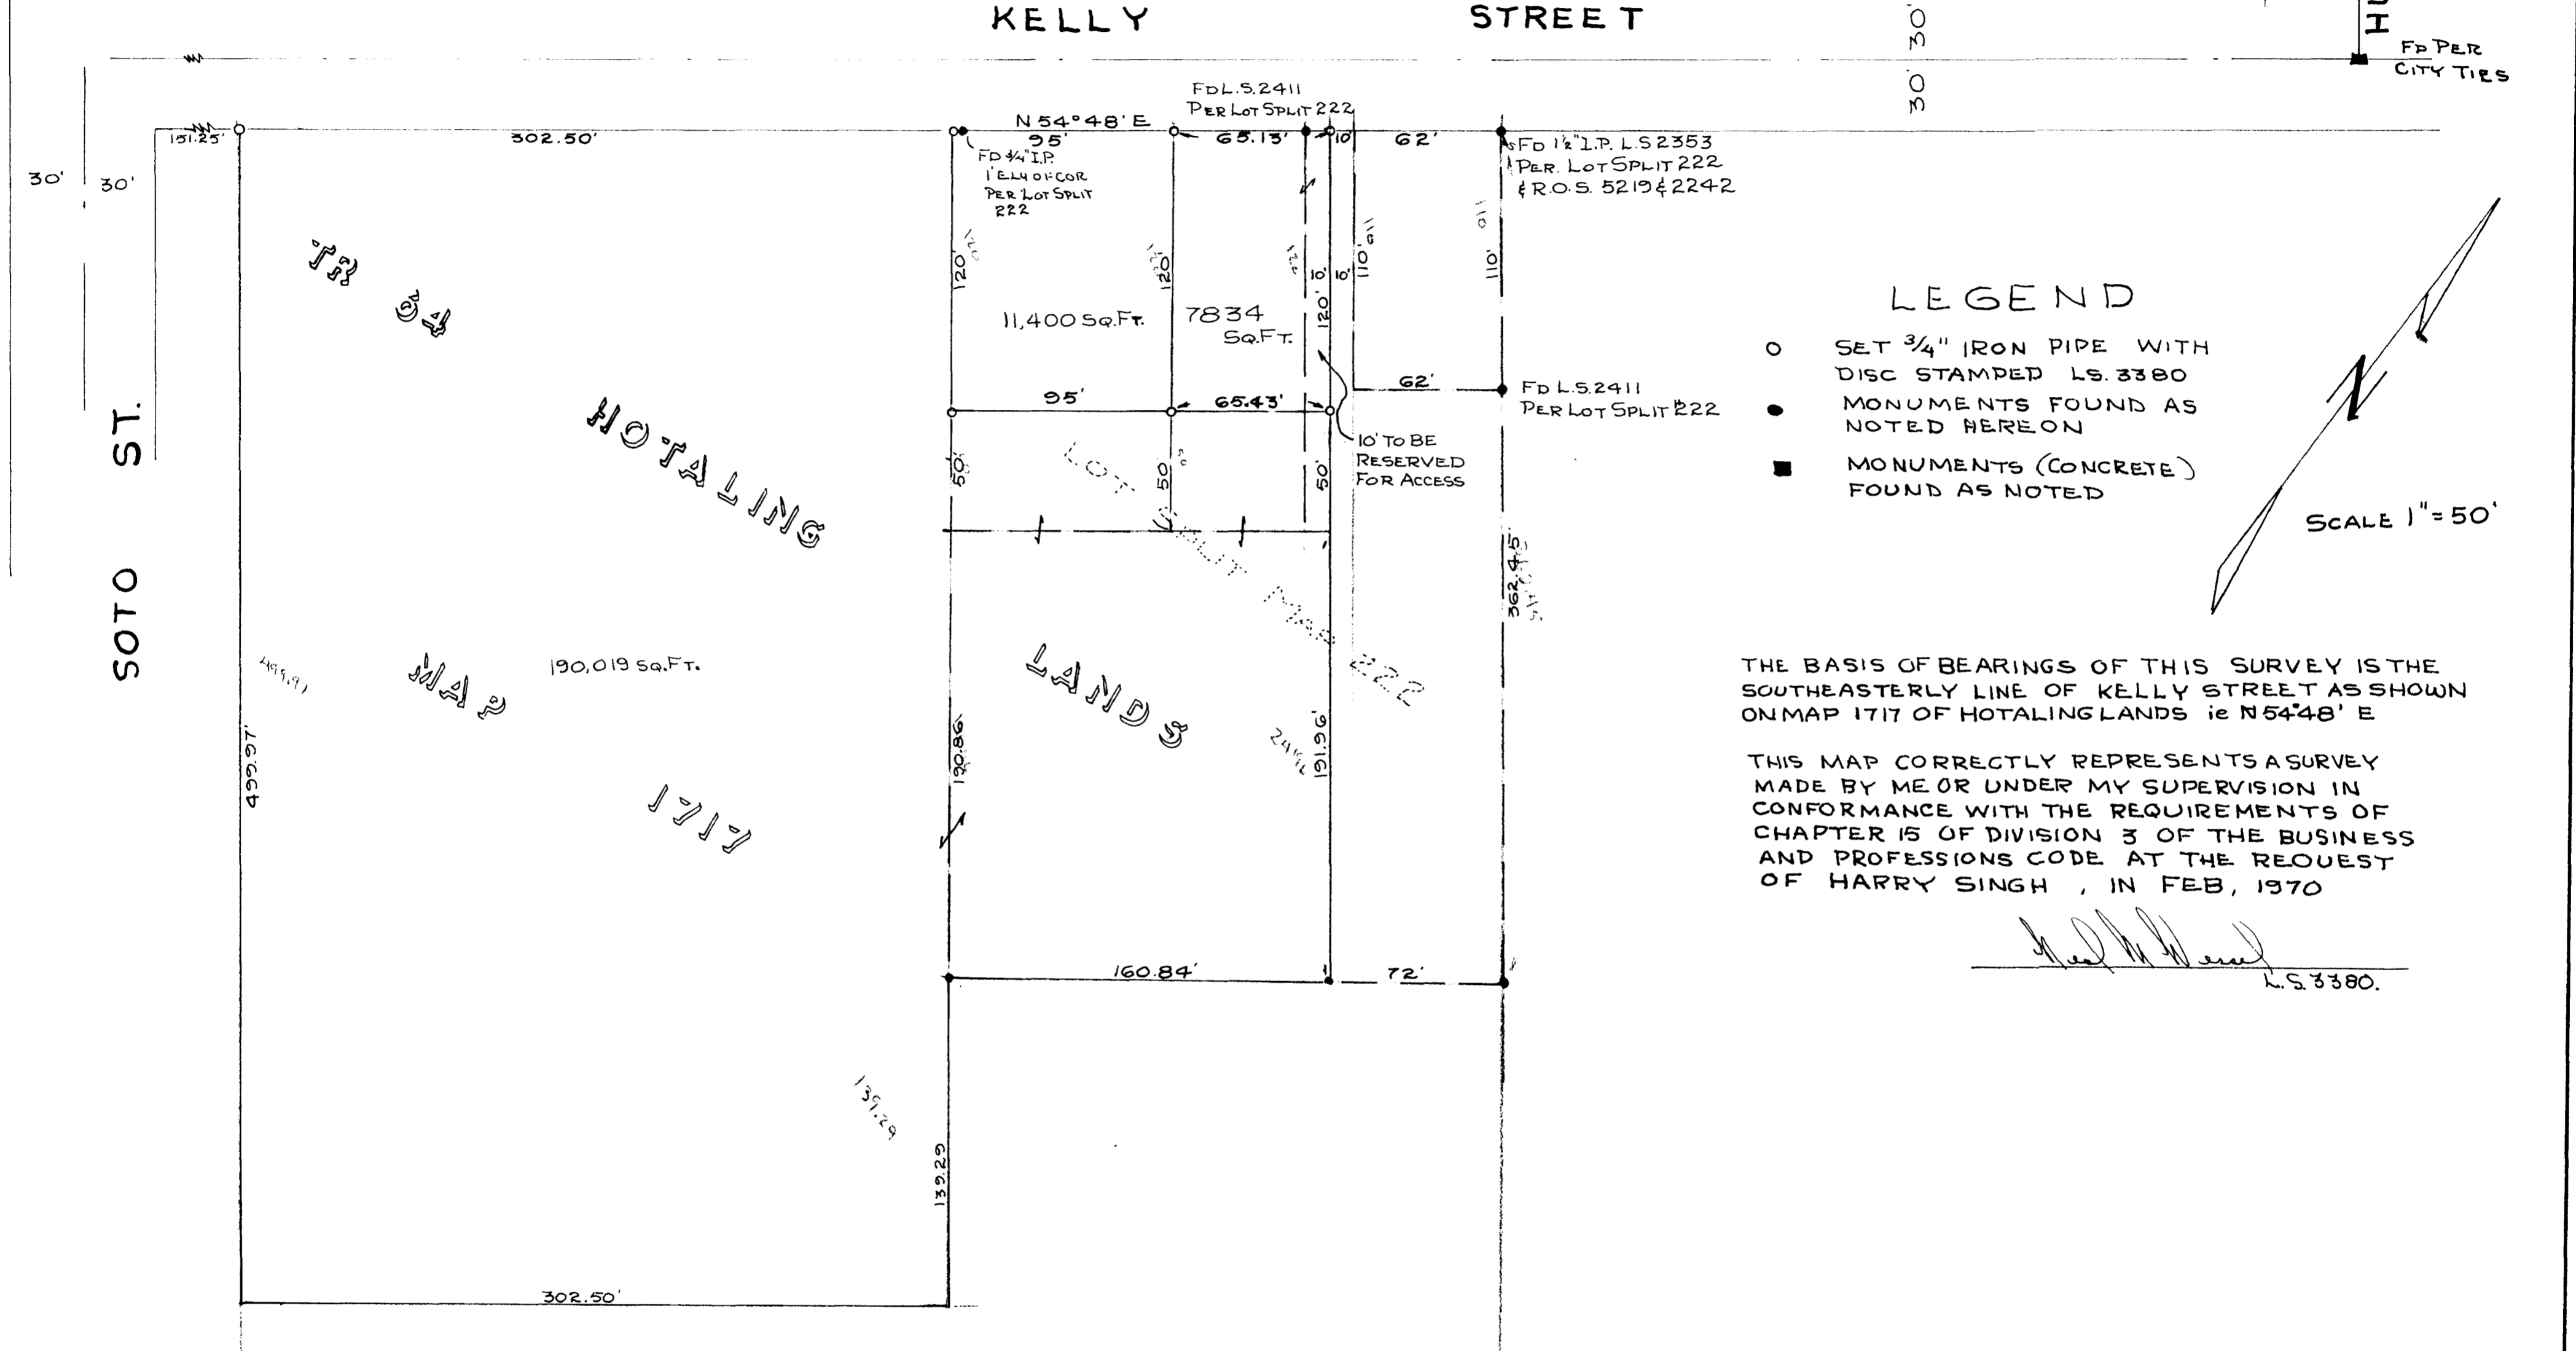 KELLY STREET
30'
30'
HU
FD PER
CITY TIES
FD L.S. 2411
PER LOT SPLIT 222
N 54°48' E
151.25'
302.50'
95'
65.13'
10'
62'
FD 3/4" I.P.
1' ELY OF COR
PER LOT SPLIT
222
FD 1½" I.P. L.S 2353
PER. LOT SPLIT 222
& R.O.S. 5219 & 2242
30'
30'
120'
120'
120'
10'
10'
120'
110'
110
110'
110
TR 34
HOTALING
MAP
1717
LANDS
11,400 SQ.FT.
7834
SQ.FT.
95'
65.43'
62'
FD L.S. 2411
PER LOT SPLIT 222
10' TO BE
RESERVED
FOR ACCESS
50'
50'
50
50'
LOT SPLIT MAP 222
SOTO ST.
190,019 SQ.FT.
499.97'
499.97
190.86'
191.96'
362.45'
160.84'
72'
139.29
139.29
302.50'
LEGEND
○ SET 3/4" IRON PIPE WITH
DISC STAMPED LS. 3380
● MONUMENTS FOUND AS
NOTED HEREON
■ MONUMENTS (CONCRETE)
FOUND AS NOTED
N
SCALE 1"=50'
THE BASIS OF BEARINGS OF THIS SURVEY IS THE
SOUTHEASTERLY LINE OF KELLY STREET AS SHOWN
ON MAP 1717 OF HOTALING LANDS ie N 54°48' E
THIS MAP CORRECTLY REPRESENTS A SURVEY
MADE BY ME OR UNDER MY SUPERVISION IN
CONFORMANCE WITH THE REQUIREMENTS OF
CHAPTER 15 OF DIVISION 3 OF THE BUSINESS
AND PROFESSIONS CODE AT THE REQUEST
OF HARRY SINGH , IN FEB, 1970
L.S. 3380.